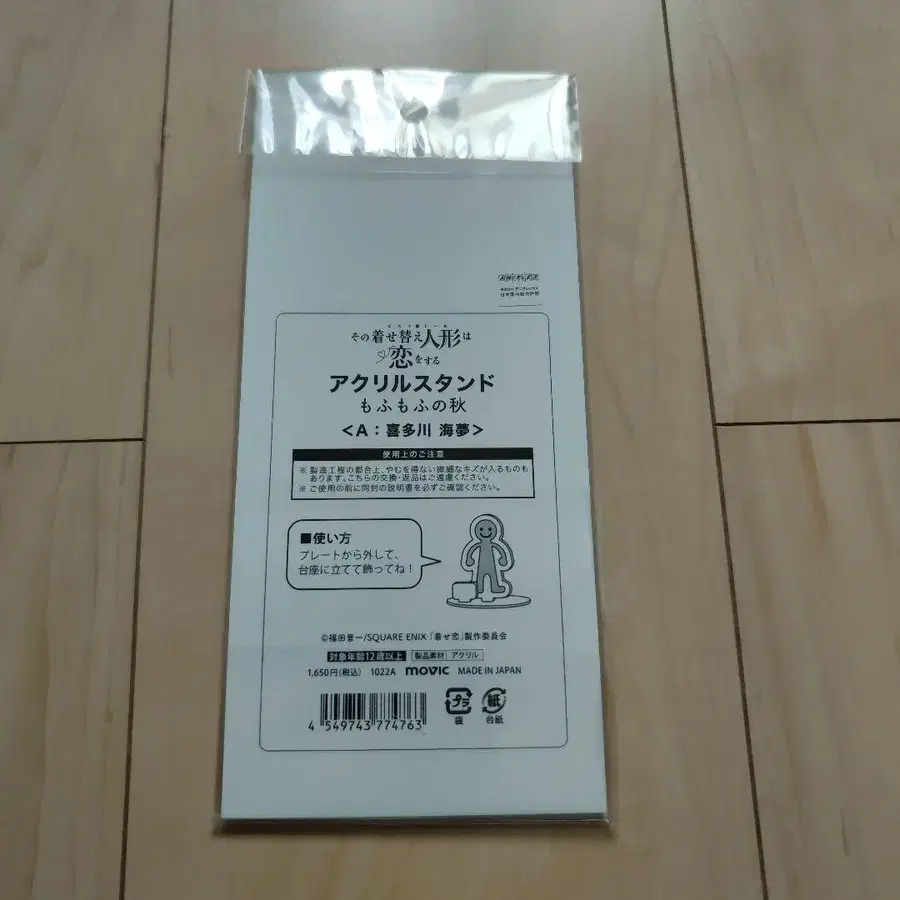 ビスク・ドール
その着せ替え人形は
恋をする
アクリルスタンド
もふもふの秋
<A：喜多川 海夢>
使用上のご注意
※ 製造工程の都合上、やむを得ない微細なキズが入るものも
あります。こちらの交換・返品はご遠慮ください。
※ ご使用の前に同封の説明書を必ずご確認ください。
■使い方
プレートから外して、
台座に立てて飾ってね！
©福田晋一/SQUARE ENIX・「着せ恋」製作委員会
対象年齢12歳以上 製品素材 アクリル
1,650円(税込) 1022A movic MADE IN JAPAN
4 549743 774763
プラ 紙
袋 台紙